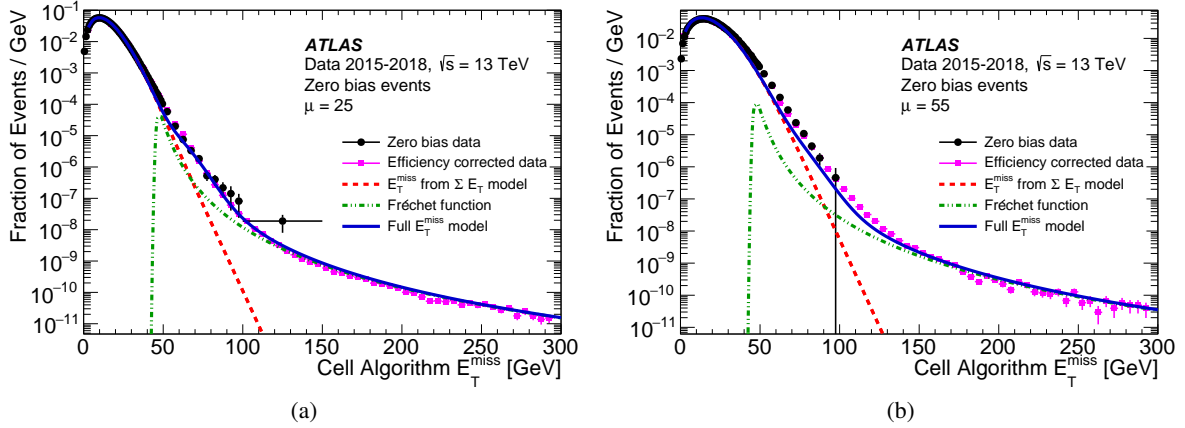 Fraction of Events / GeV
10⁻¹
10⁻²
10⁻³
10⁻⁴
10⁻⁵
10⁻⁶
10⁻⁷
10⁻⁸
10⁻⁹
10⁻¹⁰
10⁻¹¹
ATLAS
Data 2015-2018, √s = 13 TeV
Zero bias events
μ = 25
Zero bias data
Efficiency corrected data
E_T^miss from Σ E_T model
Fréchet function
Full E_T^miss model
0 50 100 150 200 250 300
Cell Algorithm E_T^miss [GeV]
(a)
Fraction of Events / GeV
10⁻²
10⁻³
10⁻⁴
10⁻⁵
10⁻⁶
10⁻⁷
10⁻⁸
10⁻⁹
10⁻¹⁰
10⁻¹¹
ATLAS
Data 2015-2018, √s = 13 TeV
Zero bias events
μ = 55
Zero bias data
Efficiency corrected data
E_T^miss from Σ E_T model
Fréchet function
Full E_T^miss model
0 50 100 150 200 250 300
Cell Algorithm E_T^miss [GeV]
(b)